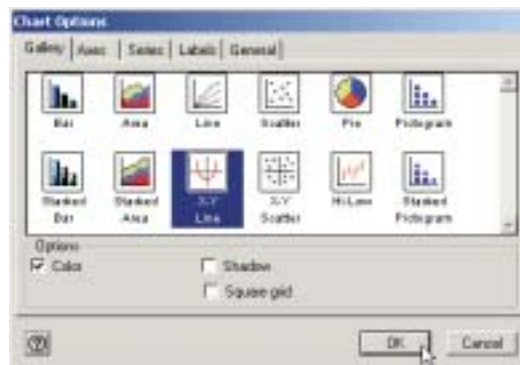 Chart Options
Gallery Axes Series Labels General
Bar Area Line Scatter Pie Pictogram
Stacked Bar Stacked Area X-Y Line X-Y Scatter Hi-Low Stacked Pictogram
Options
Color Shadow
Square grid
OK Cancel